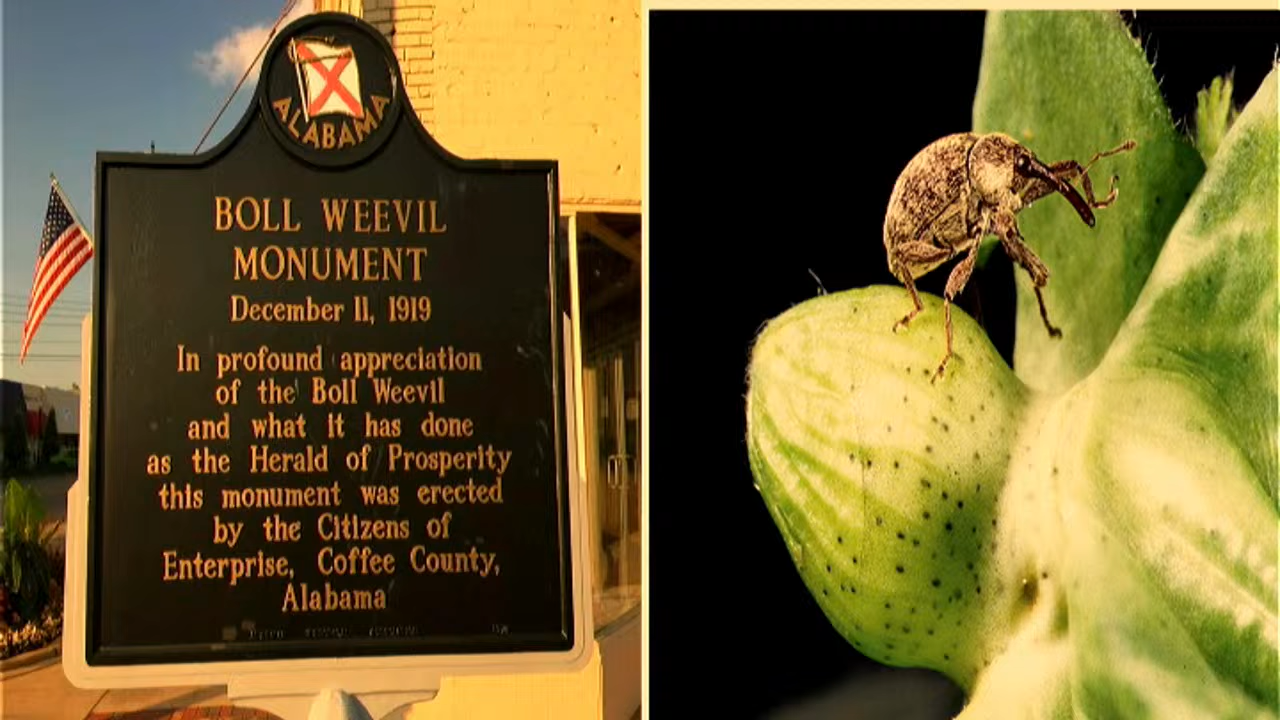 ALABAMA
BOLL WEEVIL
MONUMENT
December 11, 1919
In profound appreciation
of the Boll Weevil
and what it has done
as the Herald of Prosperity
this monument was erected
by the Citizens of
Enterprise, Coffee County,
Alabama